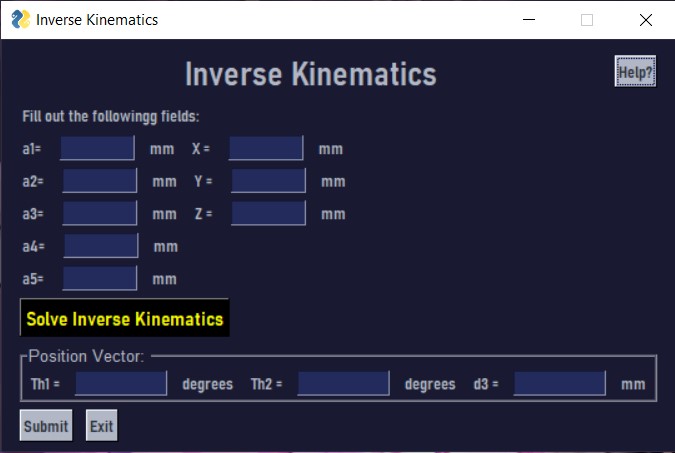 Inverse Kinematics
Inverse Kinematics
Help?
Fill out the followingg fields:
a1= mm X = mm
a2= mm Y = mm
a3= mm Z = mm
a4= mm
a5= mm
Solve Inverse Kinematics
Position Vector:
Th1 = degrees Th2 = degrees d3 = mm
Submit Exit